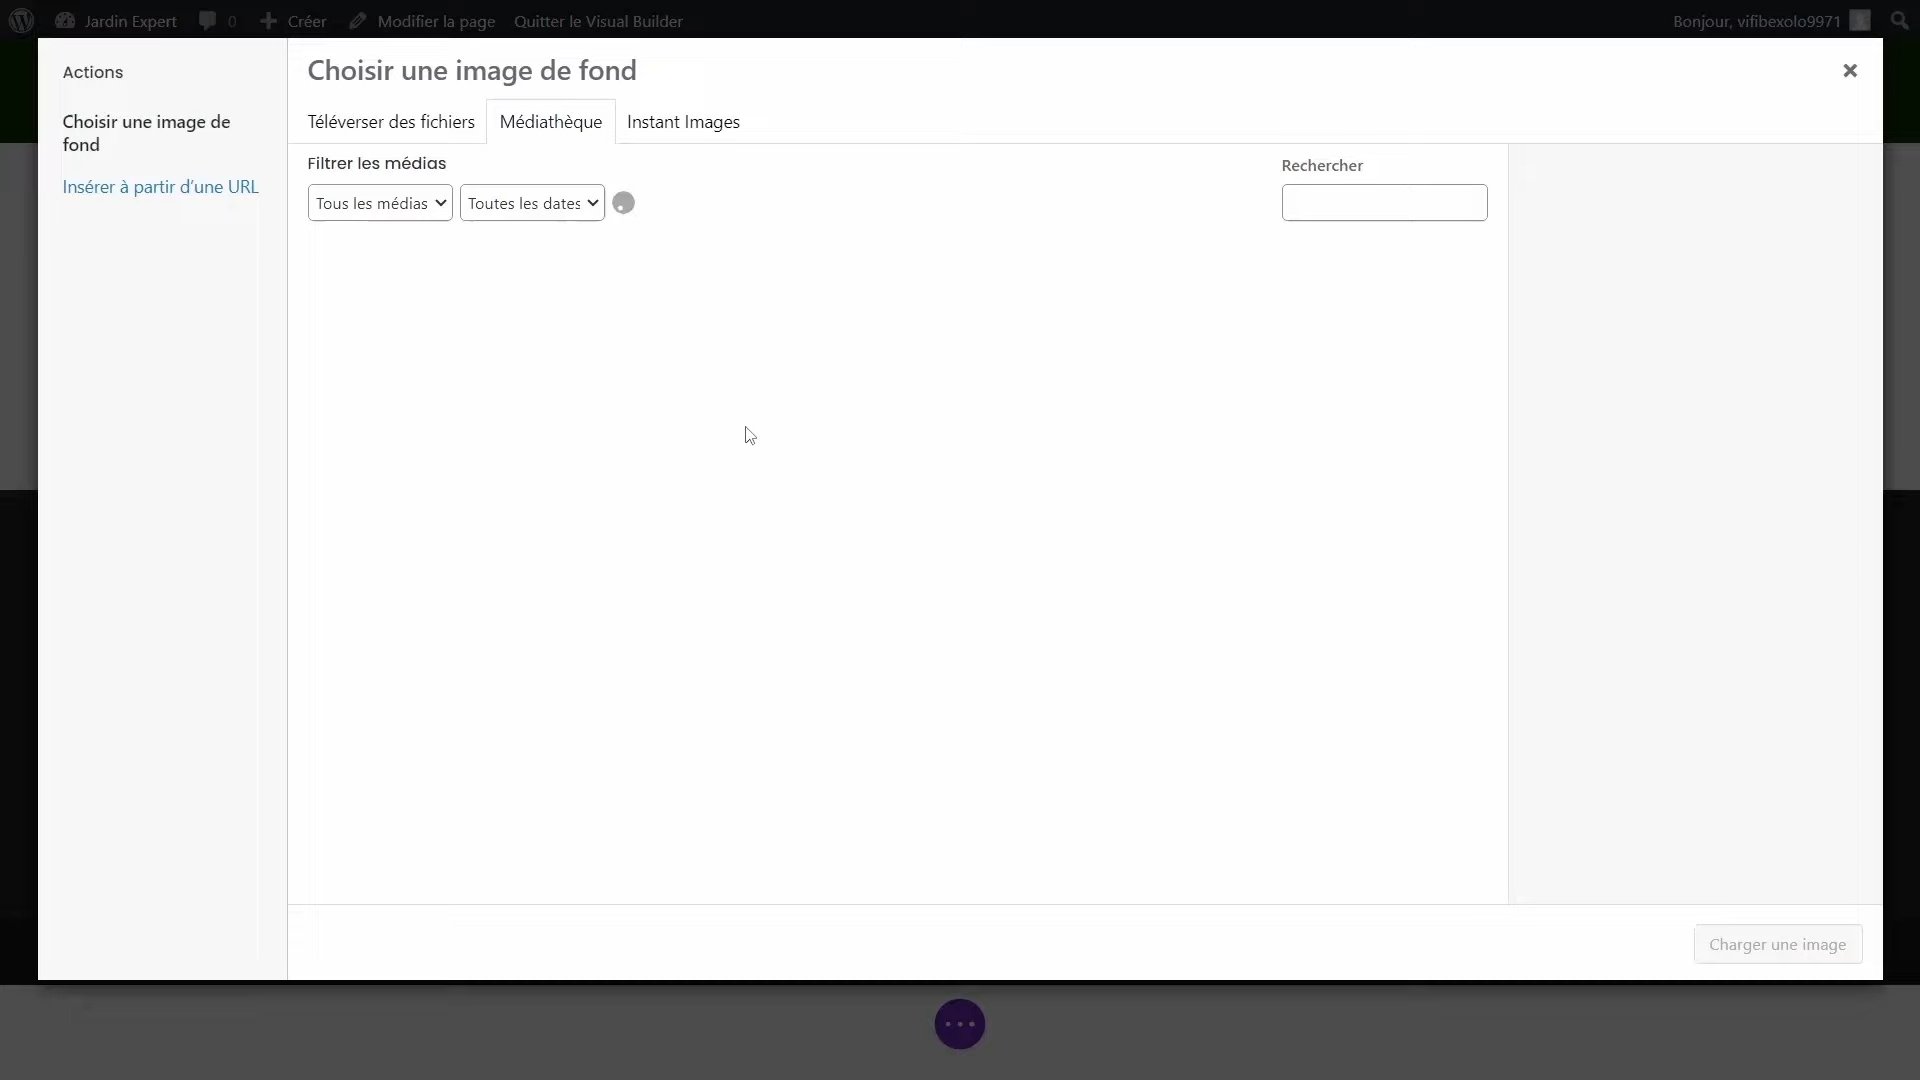 Jardin Expert 0 Créer Modifier la page Quitter le Visual Builder Bonjour, vifibexolo9971
Actions
Choisir une image de
fond
Insérer à partir d’une URL
Choisir une image de fond
Téléverser des fichiers Médiathèque Instant Images
Filtrer les médias
Rechercher
Tous les médias Toutes les dates
Charger une image